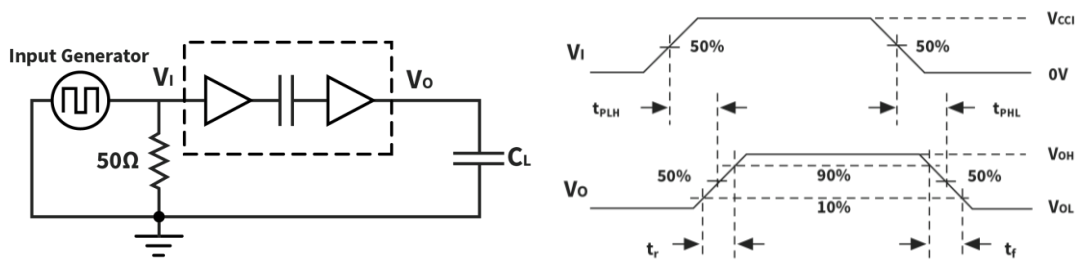 Input Generator
VI
VO
50Ω
CL
VI
50%
50%
VCCI
0V
tPLH
tPHL
VO
50%
90%
50%
VOH
10%
VOL
tr
tf